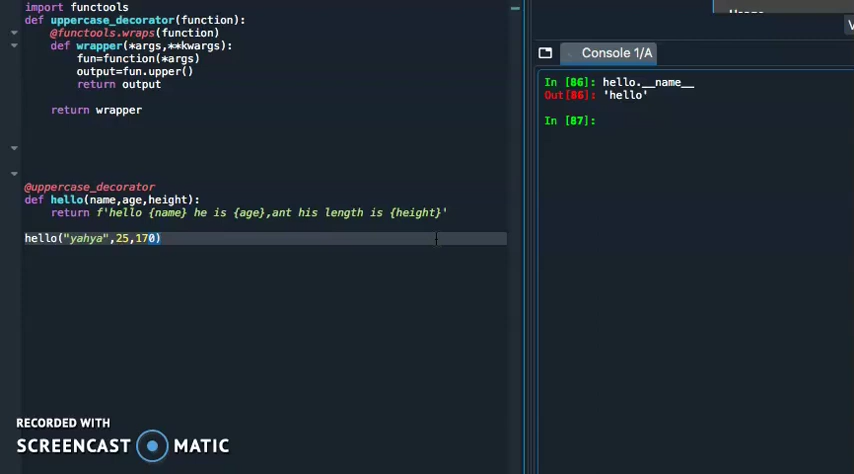 import functools
def uppercase_decorator(function):
    @functools.wraps(function)
    def wrapper(*args,**kwargs):
        fun=function(*args)
        output=fun.upper()
        return output
    return wrapper
@uppercase_decorator
def hello(name,age,height):
    return f'hello {name} he is {age},ant his length is {height}'
hello("yahya",25,170)
Console 1/A
In [86]: hello.__name__
Out[86]: 'hello'
In [87]:
RECORDED WITH
SCREENCAST MATIC